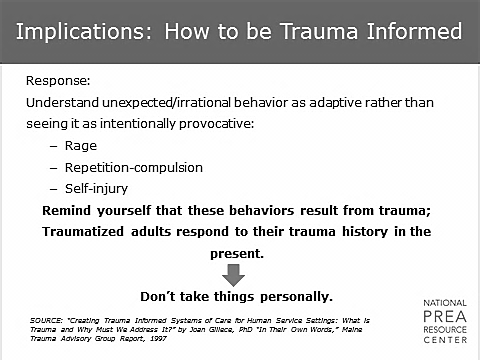 Implications: How to be Trauma Informed
Response:
Understand unexpected/irrational behavior as adaptive rather than
seeing it as intentionally provocative:
– Rage
– Repetition-compulsion
– Self-injury
Remind yourself that these behaviors result from trauma;
Traumatized adults respond to their trauma history in the
present.
Don't take things personally.
SOURCE: "Creating Trauma Informed Systems of Care for Human Service Settings: What is
Trauma and Why Must We Address It?" by Joan Gillece, PhD "In Their Own Words," Maine
Trauma Advisory Group Report, 1997
NATIONAL
PREA
RESOURCE
CENTER